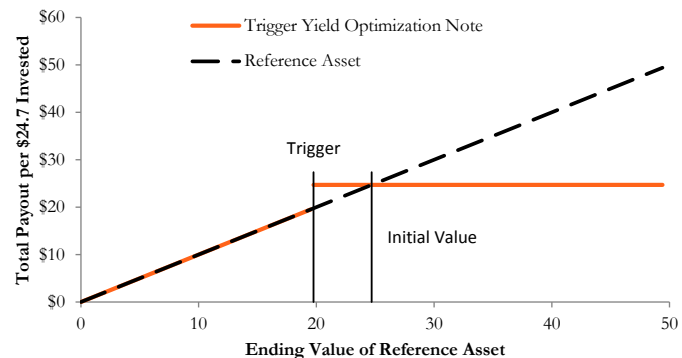 $60
Trigger Yield Optimization Note
$50
Reference Asset
$40
Trigger
$30
$20
Initial Value
$10
$0
0 10 20 30 40 50
Total Payout per $24.7 Invested
Ending Value of Reference Asset